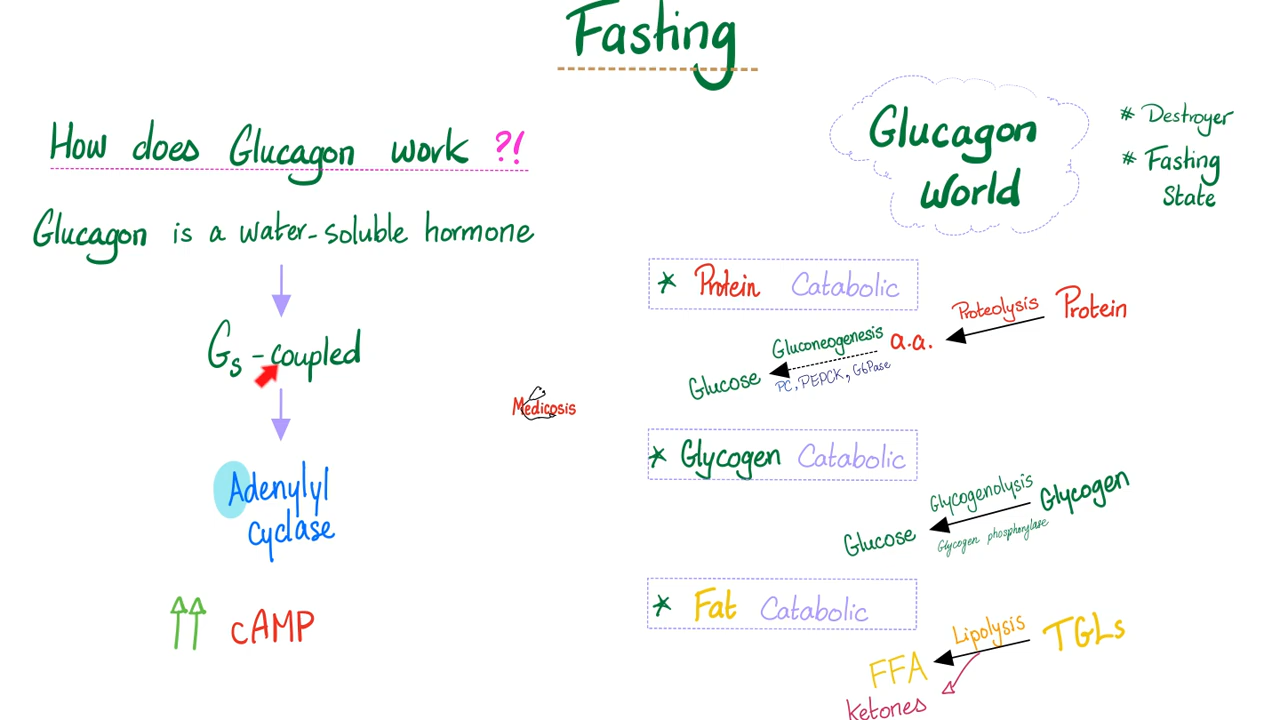 Fasting
How does Glucagon work ?!
Glucagon is a water-soluble hormone
Gs-coupled
Adenylyl
cyclase
cAMP
Medicosis
Glucagon
World
# Destroyer
# Fasting
State
* Protein Catabolic
Protein
Proteolysis
a.a.
Gluconeogenesis
PC, PEPCK, G6Pase
Glucose
* Glycogen Catabolic
Glycogen
Glycogenolysis
Glycogen phosphorylase
Glucose
* Fat Catabolic
TGLs
Lipolysis
FFA
ketones